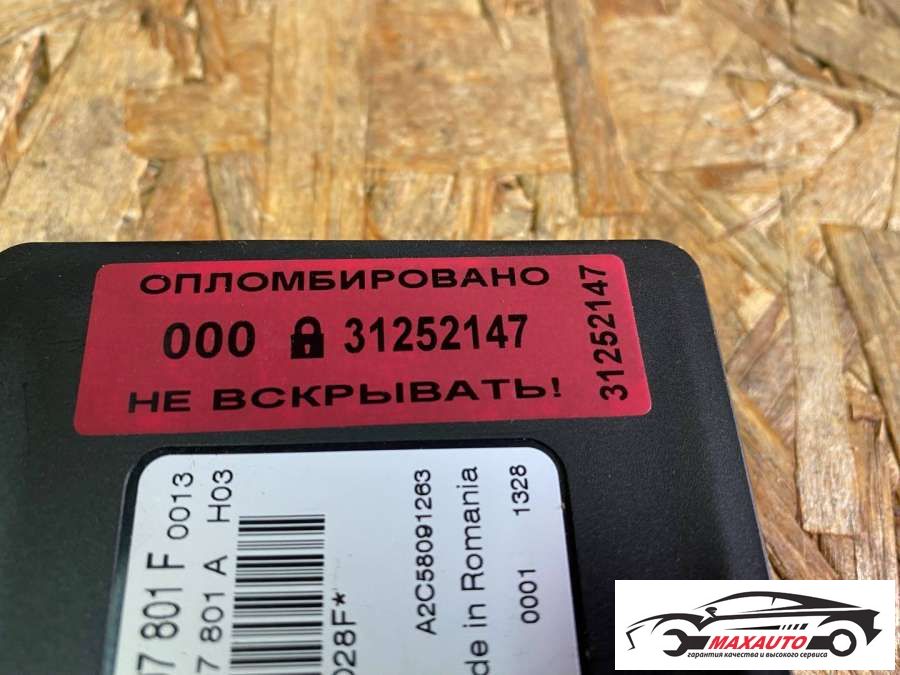 ОПЛОМБИРОВАНО
000 31252147
НЕ ВСКРЫВАТЬ!
31252147
7 801 F 0013
7 801 A H03
028F*
A2C58091263
de in Romania
0001 1328
MAXAUTO
гарантия качества и высокого сервиса